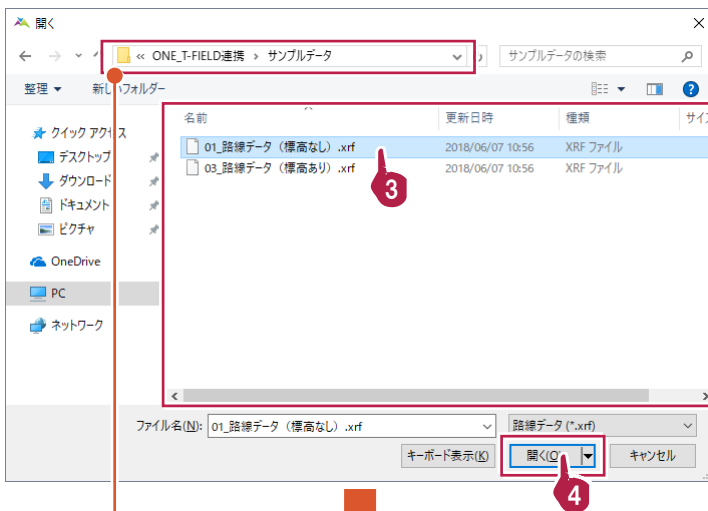 開く
« ONE_T-FIELD連携 › サンプルデータ
サンプルデータの検索
整理 新しいフォルダー
名前 更新日時 種類 サイズ
クイック アクセス
デスクトップ
ダウンロード
ドキュメント
ピクチャ
OneDrive
PC
ネットワーク
01_路線データ（標高なし）.xrf 2018/06/07 10:56 XRF ファイル
03_路線データ（標高あり）.xrf 2018/06/07 10:56 XRF ファイル
3
ファイル名(N): 01_路線データ（標高なし）.xrf 路線データ (*.xrf)
キーボード表示(K) 開く(O) キャンセル
4